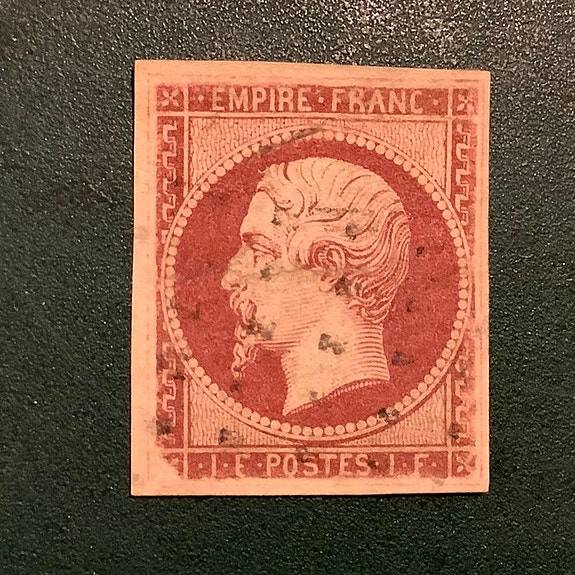 EMPIRE · FRANC ·
· 1 · F · POSTES · 1 · F ·